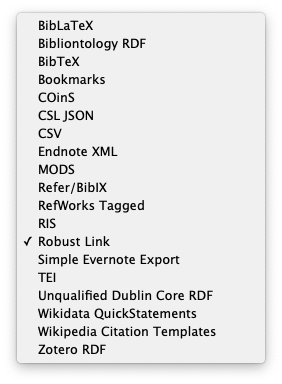 BibLaTeX
Bibliontology RDF
BibTeX
Bookmarks
COinS
CSL JSON
CSV
Endnote XML
MODS
Refer/BibIX
RefWorks Tagged
RIS
✓ Robust Link
Simple Evernote Export
TEI
Unqualified Dublin Core RDF
Wikidata QuickStatements
Wikipedia Citation Templates
Zotero RDF